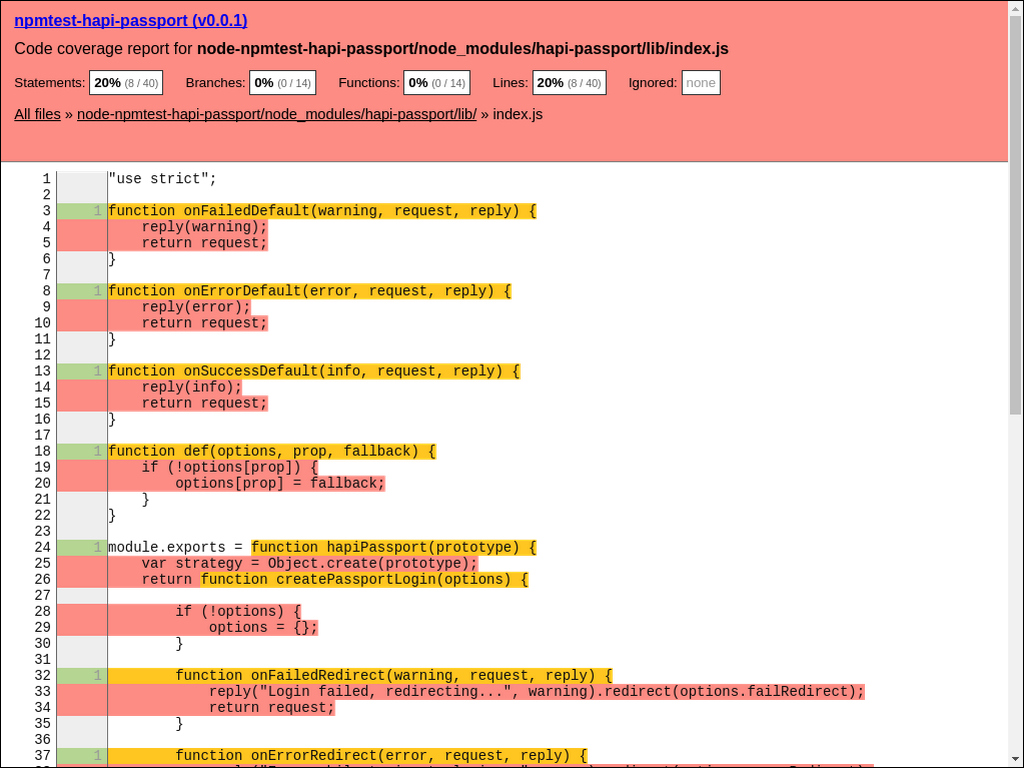 npmtest-hapi-passport (v0.0.1)
Code coverage report for node-npmtest-hapi-passport/node_modules/hapi-passport/lib/index.js
Statements: 20% (8 / 40) Branches: 0% (0 / 14) Functions: 0% (0 / 14) Lines: 20% (8 / 40) Ignored: none
All files » node-npmtest-hapi-passport/node_modules/hapi-passport/lib/ » index.js
1 "use strict";
2
3 1 function onFailedDefault(warning, request, reply) {
4     reply(warning);
5     return request;
6 }
7
8 1 function onErrorDefault(error, request, reply) {
9     reply(error);
10     return request;
11 }
12
13 1 function onSuccessDefault(info, request, reply) {
14     reply(info);
15     return request;
16 }
17
18 1 function def(options, prop, fallback) {
19     if (!options[prop]) {
20         options[prop] = fallback;
21     }
22 }
23
24 1 module.exports = function hapiPassport(prototype) {
25     var strategy = Object.create(prototype);
26     return function createPassportLogin(options) {
27
28         if (!options) {
29             options = {};
30         }
31
32 1         function onFailedRedirect(warning, request, reply) {
33             reply("Login failed, redirecting...", warning).redirect(options.failRedirect);
34             return request;
35         }
36
37 1         function onErrorRedirect(error, request, reply) {